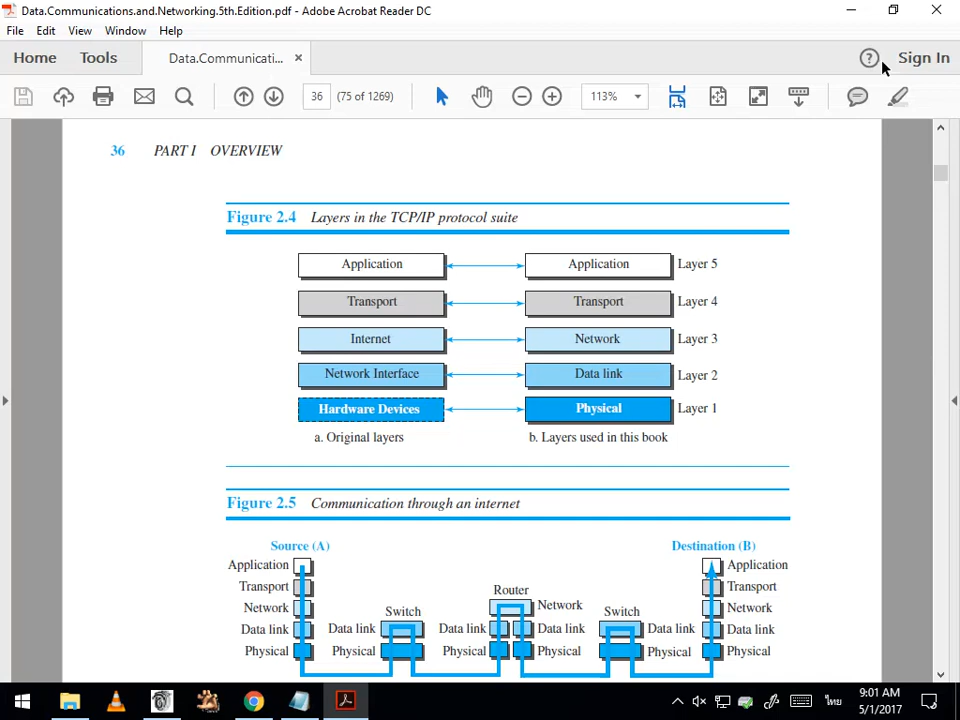 Data.Communications.and.Networking.5th.Edition.pdf - Adobe Acrobat Reader DC
File Edit View Window Help
Home Tools Data.Communicati... × ? Sign In
36 (75 of 1269) 113%
36 PART I OVERVIEW
Figure 2.4 Layers in the TCP/IP protocol suite
Application Application Layer 5
Transport Transport Layer 4
Internet Network Layer 3
Network Interface Data link Layer 2
Hardware Devices Physical Layer 1
a. Original layers b. Layers used in this book
Figure 2.5 Communication through an internet
Source (A) Destination (B)
Application Application
Transport Router Transport
Network Switch Network Switch Network
Data link Data link Data link Data link Data link Data link
Physical Physical Physical Physical Physical Physical
ไทย 9:01 AM
5/1/2017